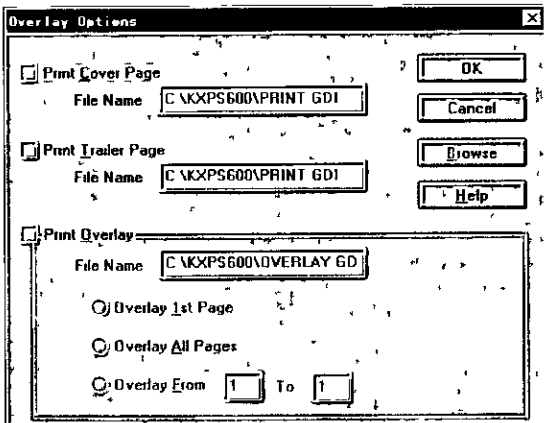 Overlay Options
Print Cover Page
File Name C \KXPS600\PRINT GDI
OK
Cancel
Print Trailer Page
File Name C \KXPS600\PRINT GDI
Browse
Help
Print Overlay
File Name C \KXPS600\OVERLAY GD
Overlay 1st Page
Overlay All Pages
Overlay From 1 To 1